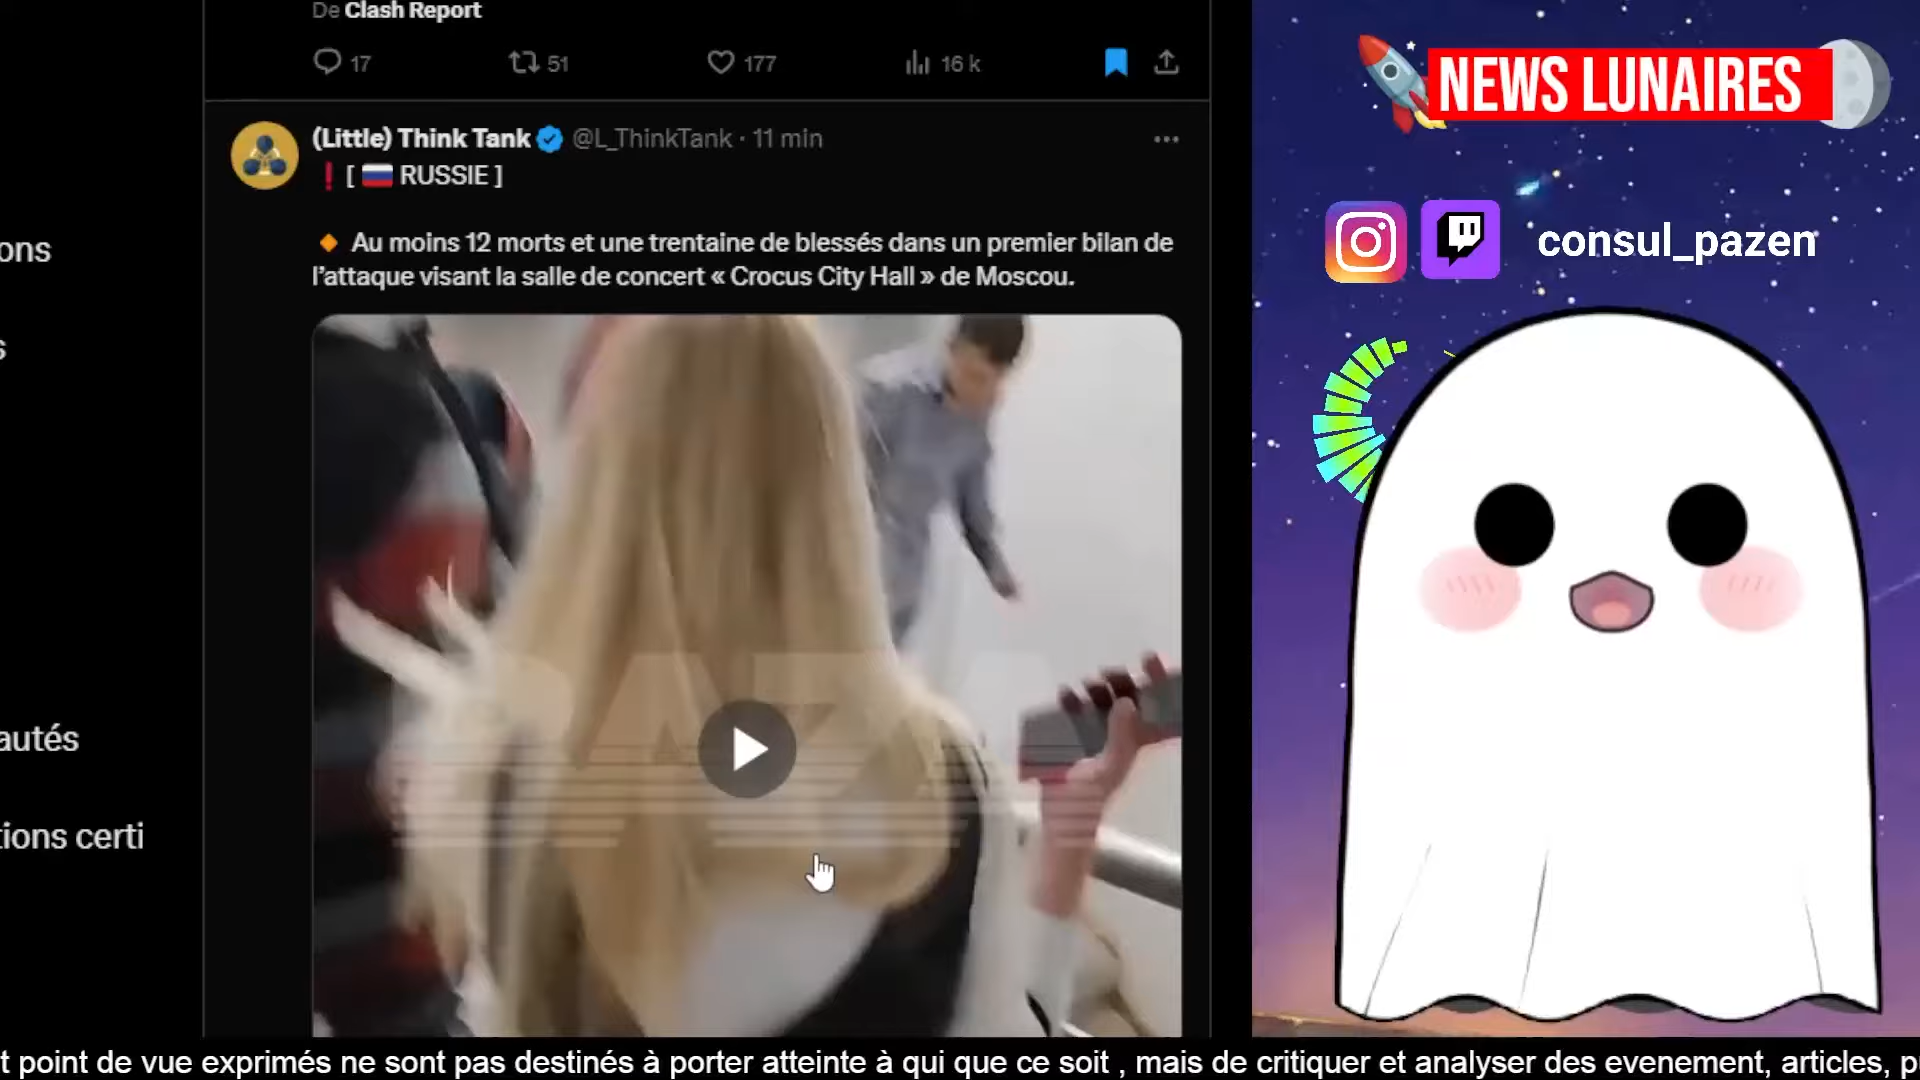 De Clash Report
17 51 177 16 k
NEWS LUNAIRES
(Little) Think Tank @L_ThinkTank · 11 min
❗ [ 🇷🇺 RUSSIE ]
🔸 Au moins 12 morts et une trentaine de blessés dans un premier bilan de
l’attaque visant la salle de concert « Crocus City Hall » de Moscou.
consul_pazen
ons
s
autés
tions certi
BAZA
t point de vue exprimés ne sont pas destinés à porter atteinte à qui que ce soit , mais de critiquer et analyser des evenement, articles, p